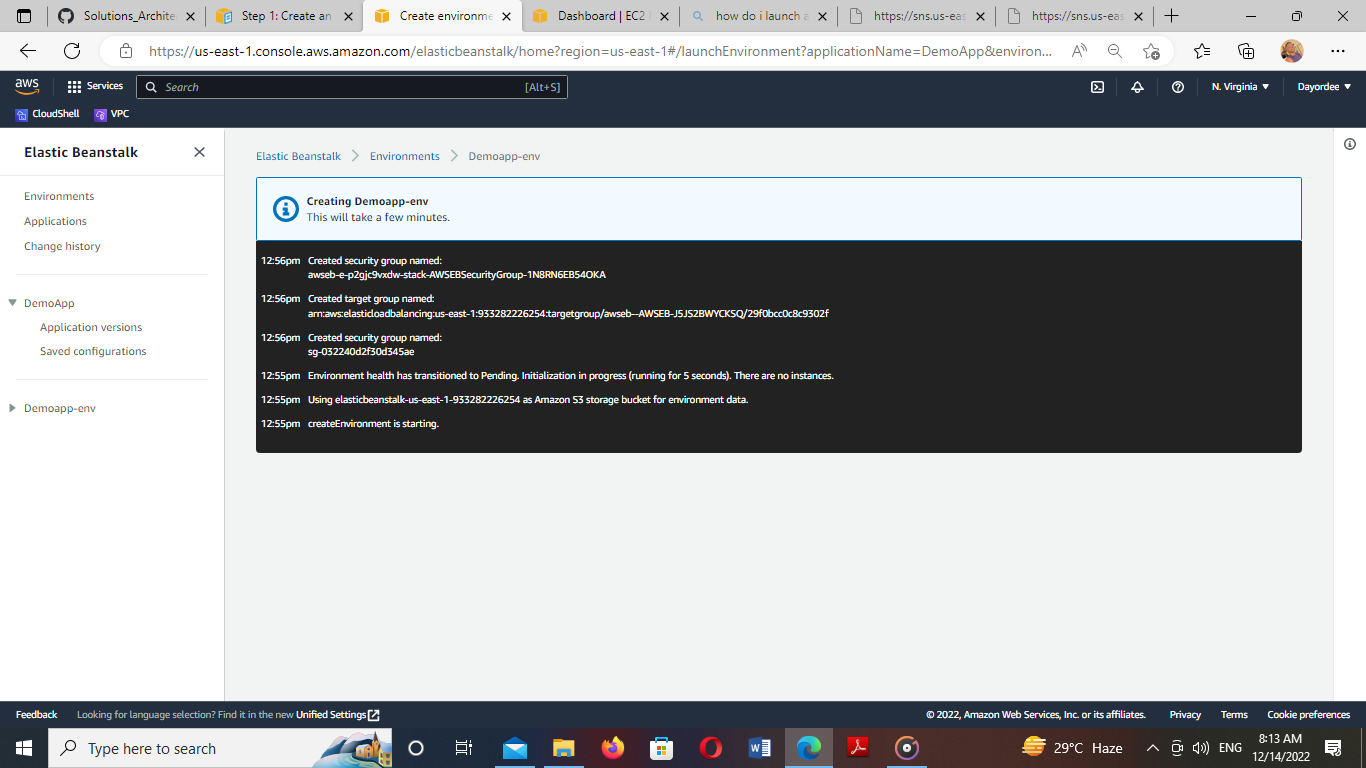 Solutions_Archite
Step 1: Create an
Create environme
Dashboard | EC2
how do i launch a
https://sns.us-eas
https://sns.us-eas
https://us-east-1.console.aws.amazon.com/elasticbeanstalk/home?region=us-east-1#/launchEnvironment?applicationName=DemoApp&environ...
aws
Services
Search
[Alt+S]
N. Virginia
Dayordee
CloudShell
VPC
Elastic Beanstalk
Environments
Applications
Change history
DemoApp
Application versions
Saved configurations
Demoapp-env
Elastic Beanstalk
Environments
Demoapp-env
Creating Demoapp-env
This will take a few minutes.
12:56pm Created security group named:
awseb-e-p2gjc9vxdw-stack-AWSEBSecurityGroup-1N8RN6EB54OKA
12:56pm Created target group named:
arn:aws:elasticloadbalancing:us-east-1:933282226254:targetgroup/awseb--AWSEB-J5JS2BWYCKSQ/29f0bcc0c8c9302f
12:56pm Created security group named:
sg-032240d2f30d345ae
12:55pm Environment health has transitioned to Pending. Initialization in progress (running for 5 seconds). There are no instances.
12:55pm Using elasticbeanstalk-us-east-1-933282226254 as Amazon S3 storage bucket for environment data.
12:55pm createEnvironment is starting.
Feedback
Looking for language selection? Find it in the new Unified Settings
© 2022, Amazon Web Services, Inc. or its affiliates.
Privacy
Terms
Cookie preferences
Type here to search
29°C Haze
ENG
8:13 AM
12/14/2022